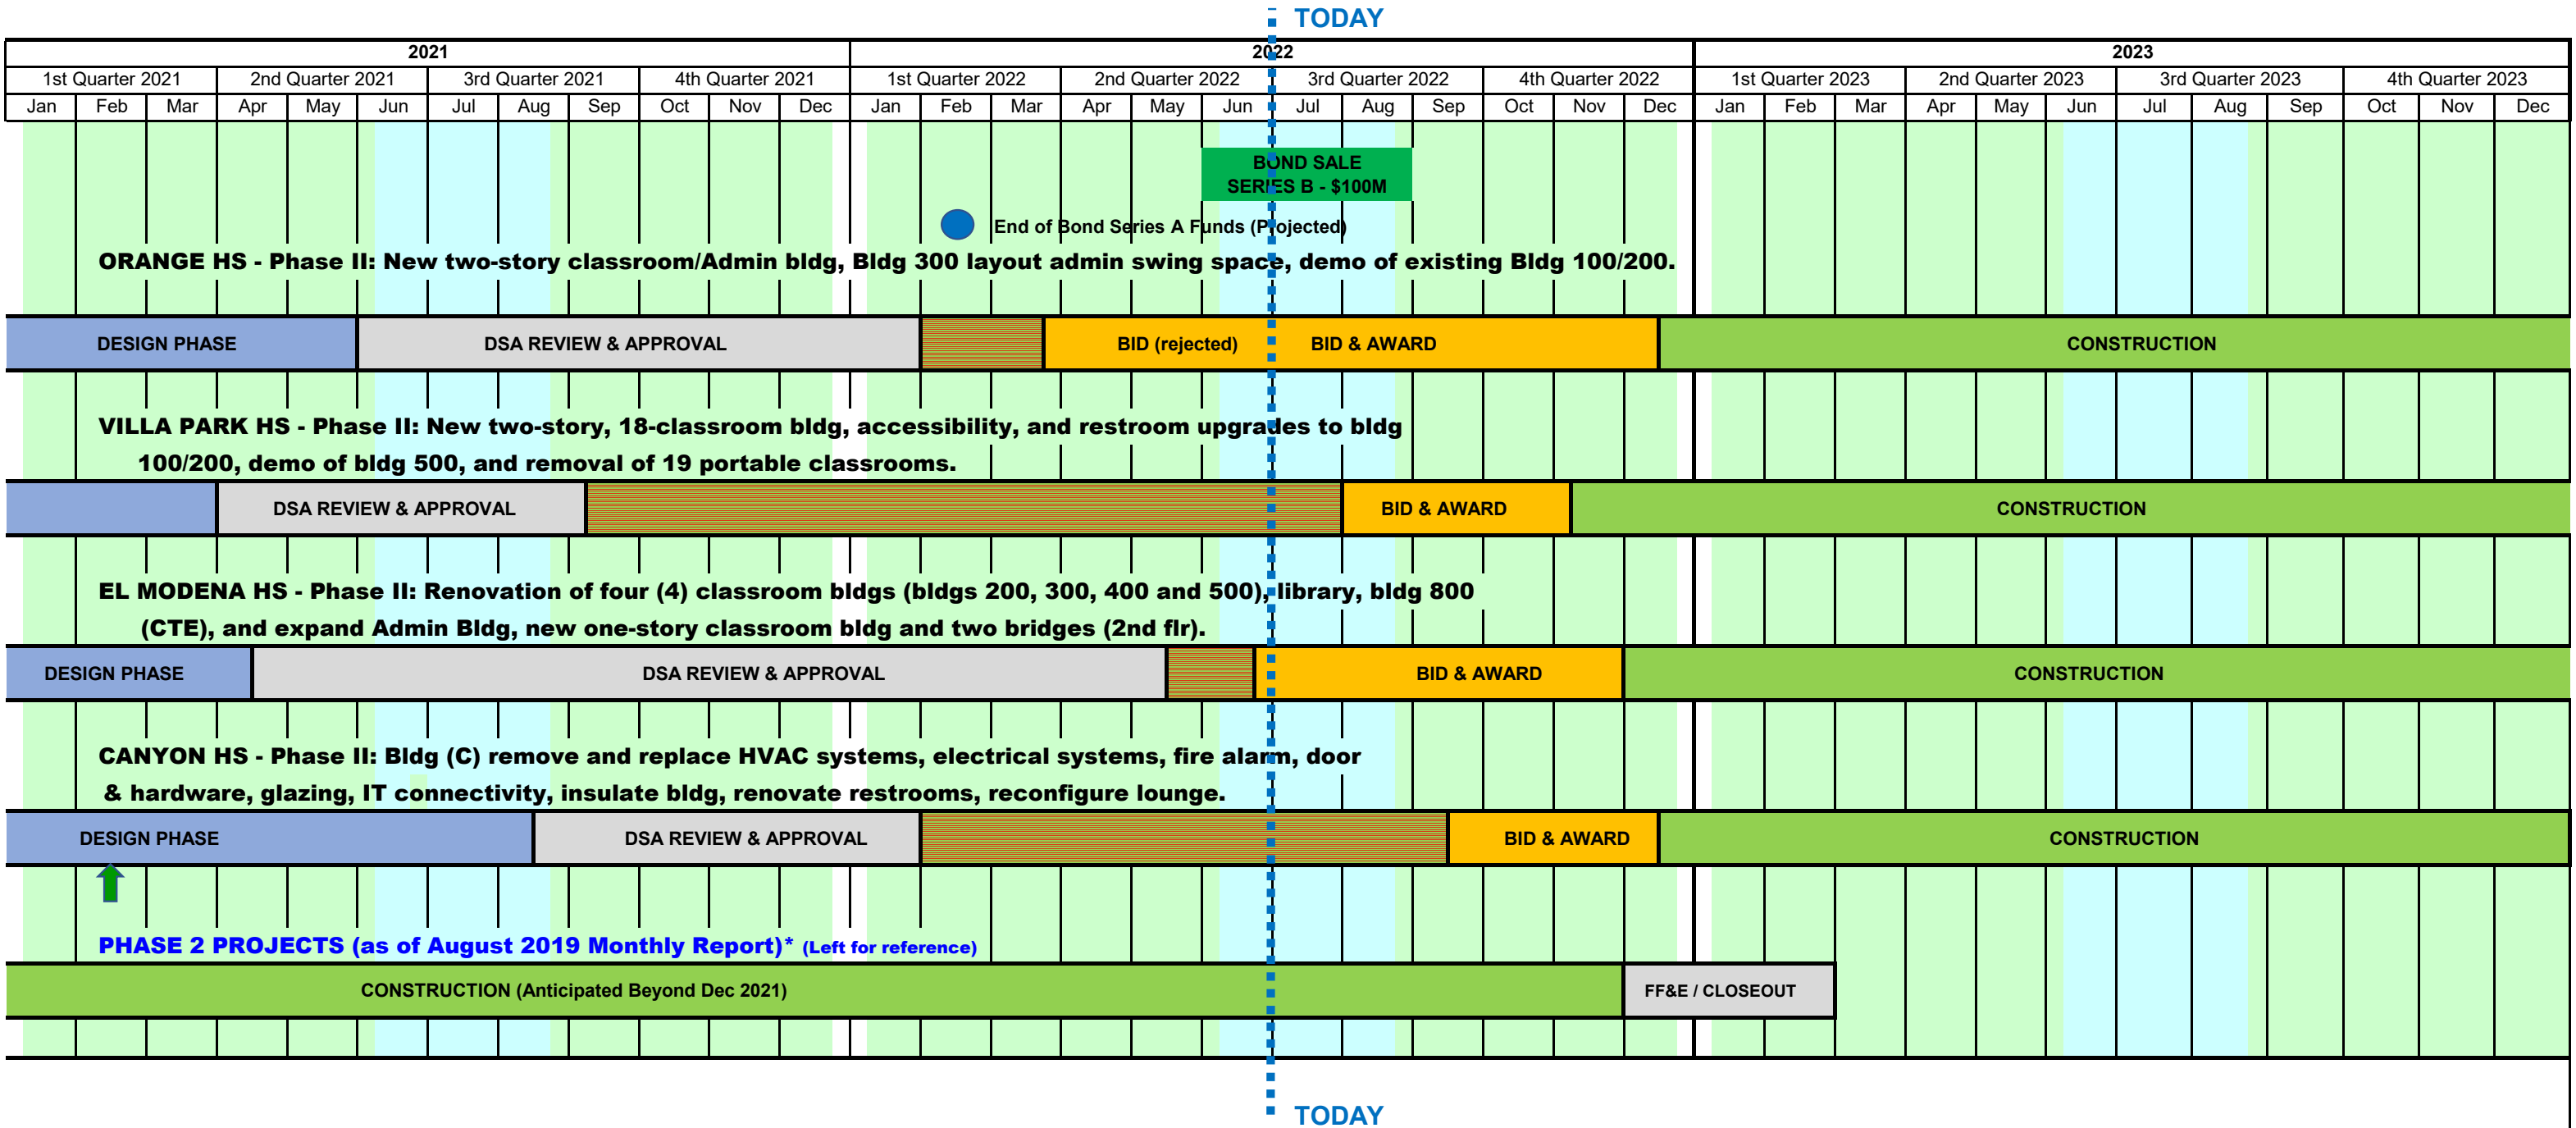 TODAY
2021 2022 2023
1st Quarter 2021 2nd Quarter 2021 3rd Quarter 2021 4th Quarter 2021 1st Quarter 2022 2nd Quarter 2022 3rd Quarter 2022 4th Quarter 2022 1st Quarter 2023 2nd Quarter 2023 3rd Quarter 2023 4th Quarter 2023
Jan Feb Mar Apr May Jun Jul Aug Sep Oct Nov Dec Jan Feb Mar Apr May Jun Jul Aug Sep Oct Nov Dec Jan Feb Mar Apr May Jun Jul Aug Sep Oct Nov Dec
BOND SALE
SERIES B - $100M
End of Bond Series A Funds (Projected)
ORANGE HS - Phase II: New two-story classroom/Admin bldg, Bldg 300 layout admin swing space, demo of existing Bldg 100/200.
DESIGN PHASE DSA REVIEW & APPROVAL BID (rejected) BID & AWARD CONSTRUCTION
VILLA PARK HS - Phase II: New two-story, 18-classroom bldg, accessibility, and restroom upgrades to bldg
100/200, demo of bldg 500, and removal of 19 portable classrooms.
DSA REVIEW & APPROVAL BID & AWARD CONSTRUCTION
EL MODENA HS - Phase II: Renovation of four (4) classroom bldgs (bldgs 200, 300, 400 and 500), library, bldg 800
(CTE), and expand Admin Bldg, new one-story classroom bldg and two bridges (2nd flr).
DESIGN PHASE DSA REVIEW & APPROVAL BID & AWARD CONSTRUCTION
CANYON HS - Phase II: Bldg (C) remove and replace HVAC systems, electrical systems, fire alarm, door
& hardware, glazing, IT connectivity, insulate bldg, renovate restrooms, reconfigure lounge.
DESIGN PHASE DSA REVIEW & APPROVAL BID & AWARD CONSTRUCTION
PHASE 2 PROJECTS (as of August 2019 Monthly Report)* (Left for reference)
CONSTRUCTION (Anticipated Beyond Dec 2021) FF&E / CLOSEOUT
TODAY